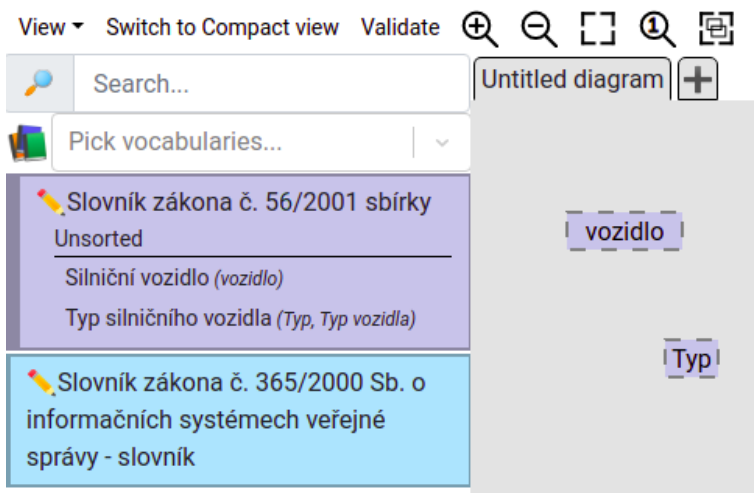 View Switch to Compact view Validate 1
Search...
Untitled diagram +
Pick vocabularies...
Slovník zákona č. 56/2001 sbírky
Unsorted
Silniční vozidlo (vozidlo)
Typ silničního vozidla (Typ, Typ vozidla)
Slovník zákona č. 365/2000 Sb. o
informačních systémech veřejné
správy - slovník
vozidlo
Typ